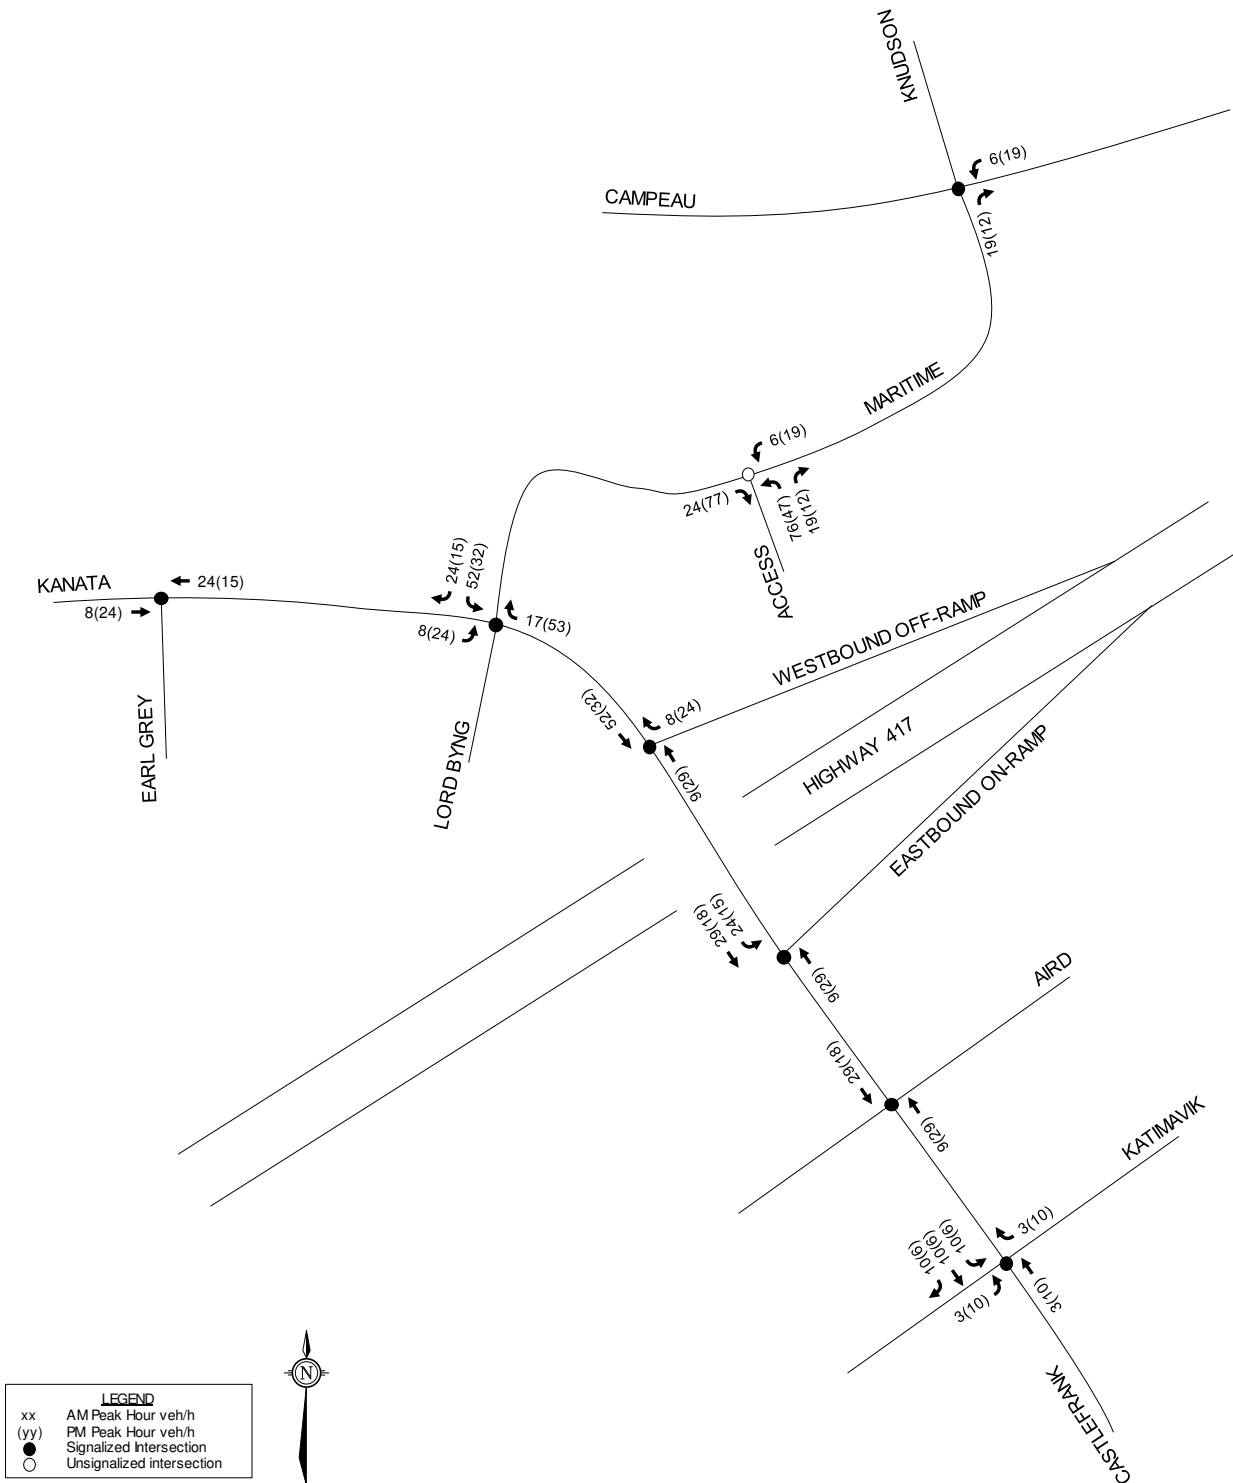 KNUDSON
6(19)
CAMPEAU
19(12)
MARITIME
6(19)
24(77)
76(47)
19(12)
ACCESS
24(15)
52(32)
KANATA
24(15)
8(24)
8(24)
17(53)
WESTBOUND OFF-RAMP
EARL GREY
LORD BYNG
52(32)
8(24)
9(29)
HIGHWAY 417
EASTBOUND ON-RAMP
29(18)
24(15)
9(29)
AIRD
29(18)
9(29)
KATIMAVIK
10(6)
10(6)
10(6)
3(10)
3(10)
3(10)
CASTLEFRANK
N
LEGEND
xx AM Peak Hour veh/h
(yy) PM Peak Hour veh/h
Signalized Intersection
Unsignalized intersection